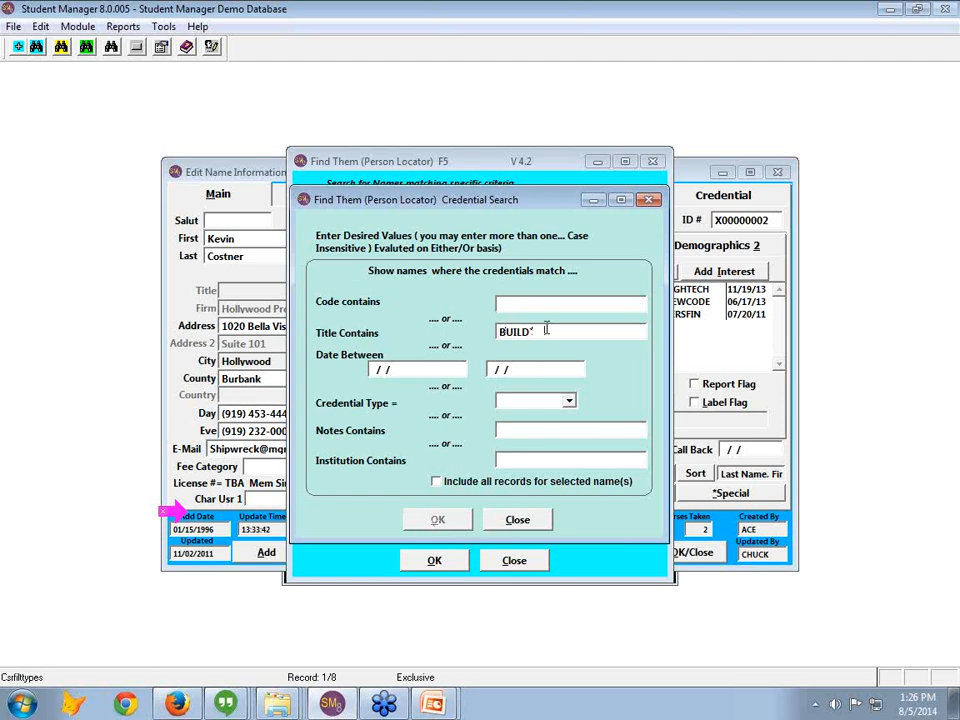 Student Manager 8.0.005 - Student Manager Demo Database
File Edit Module Reports Tools Help
Find Them (Person Locator) F5 V 4.2
Edit Name Information
Search for Names matching specific criteria
Find Them (Person Locator) Credential Search
Main
Credential
Salut
ID # X00000002
First Kevin
Last Costner
Enter Desired Values ( you may enter more than one... Case
Insensitive ) Evaluted on Either/Or basis)
Demographics 2
Show names where the credentials match ....
Add Interest
Title
GHTECH 11/19/13
Firm Hollywood Pro
Code contains
EWCODE 06/17/13
ERSFIN 07/20/11
.... or ....
Address 1020 Bella Vis
Title Contains BUILD
Address 2
.... or ....
City Hollywood
Date Between
County Burbank
/ / / /
Report Flag
Country
.... or ....
Label Flag
Credential Type =
Day (919) 453-444
.... or ....
Eve (919) 232-000
Notes Contains
E-Mail Shipwreck@mqr
.... or ....
Call Back / /
Fee Category
Institution Contains
Sort Last Name. Fir
License #= TBA Mem Sin
Include all records for selected name(s)
*Special
Char Usr 1
Add Date Update Time
OK Close
rses Taken Created By
01/15/1996 13:33:42
2 ACE
Updated By
11/02/2011 Add
OK Close
OK/Close CHUCK
Csrfilttypes Record: 1/8 Exclusive
SM8
1:26 PM
8/5/2014